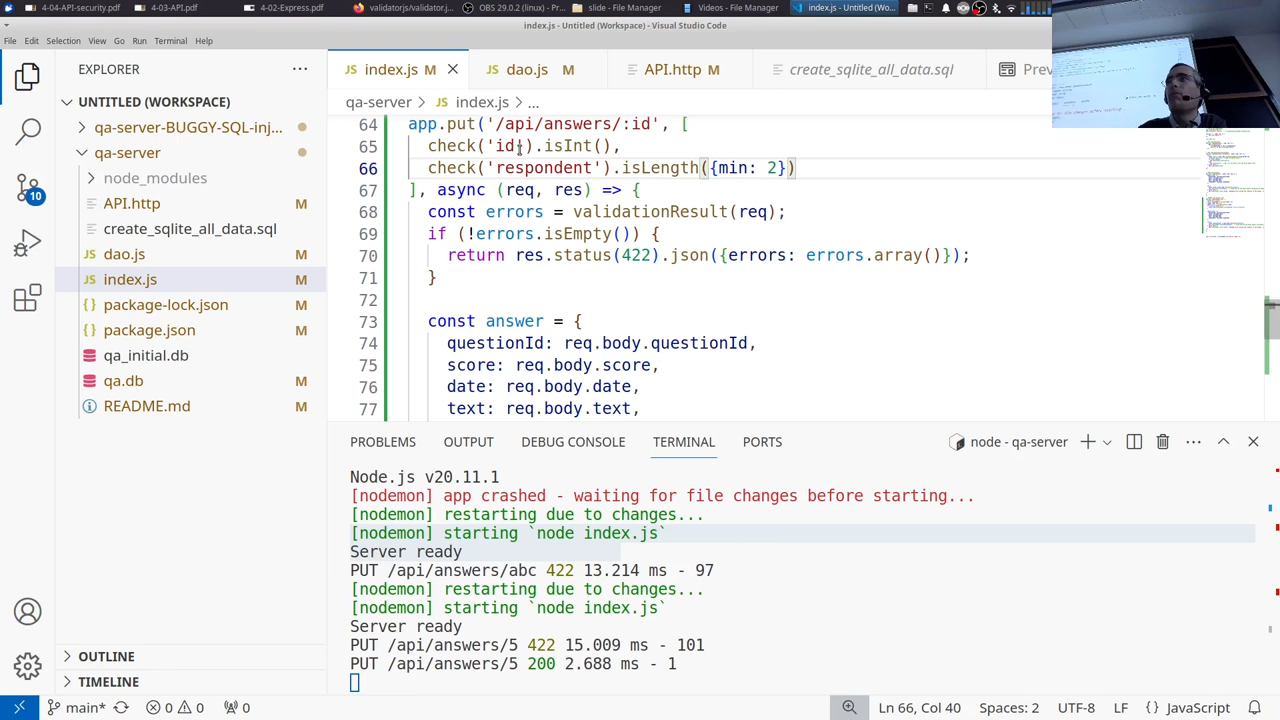 4-04-API-security.pdf
4-03-API.pdf
4-02-Express.pdf
validatorjs/validator.j...
OBS 29.0.2 (linux) - Pr...
slide - File Manager
Videos - File Manager
index.js - Untitled (Wo...
index.js - Untitled (Workspace) - Visual Studio Code
File Edit Selection View Go Run Terminal Help
EXPLORER
UNTITLED (WORKSPACE)
qa-server-BUGGY-SQL-inj...
qa-server
node_modules
API.http M
create_sqlite_all_data.sql
dao.js M
index.js M
package-lock.json M
package.json M
qa_initial.db
qa.db M
README.md M
OUTLINE
TIMELINE
10
JS index.js M
JS dao.js M
API.http M
create_sqlite_all_data.sql
Prev
qa-server > JS index.js > ...
64 app.put('/api/answers/:id', [
65 check('id').isInt(),
66 dent' isLength({min: 2})
67 ], async (req, res) => {
68 const errors = validationResult(req);
69 if (!errors.isEmpty()) {
70 return res.status(422).json({errors: errors.array()});
71 }
72
73 const answer = {
74 questionId: req.body.questionId,
75 score: req.body.score,
76 date: req.body.date,
77 text: req.body.text,
PROBLEMS OUTPUT DEBUG CONSOLE TERMINAL PORTS
node - qa-server
Node.js v20.11.1
[nodemon] app crashed - waiting for file changes before starting...
[nodemon] restarting due to changes...
[nodemon] starting `node index.js`
Server ready
PUT /api/answers/abc 422 13.214 ms - 97
[nodemon] restarting due to changes...
[nodemon] starting `node index.js`
Server ready
PUT /api/answers/5 422 15.009 ms - 101
PUT /api/answers/5 200 2.688 ms - 1
main* 0 0 0
Ln 66, Col 40 Spaces: 2 UTF-8 LF {} JavaScript